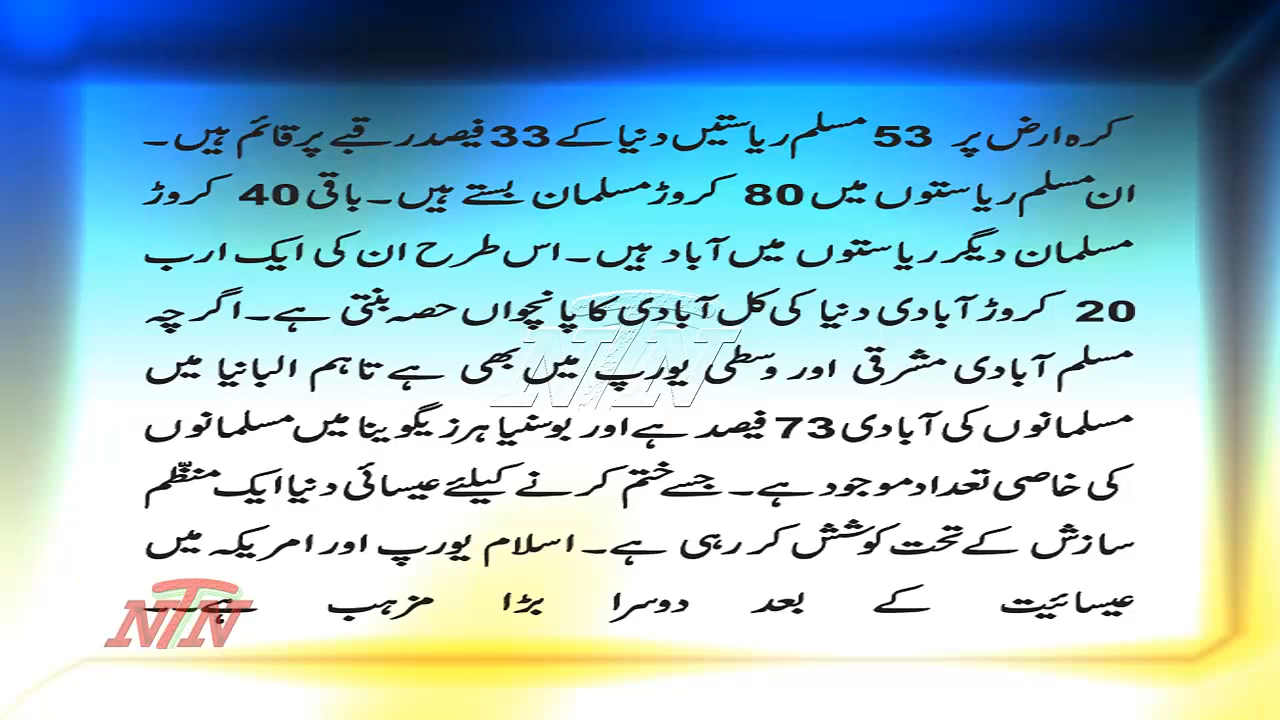 کرہ ارض پر 53 مسلم ریاستیں دنیا کے 33 فیصد رقبے پر قائم ہیں۔
ان مسلم ریاستوں میں 80 کروڑ مسلمان بستے ہیں۔ باقی 40 کروڑ
مسلمان دیگر ریاستوں میں آباد ہیں۔ اس طرح ان کی ایک ارب
20 کروڑ آبادی دنیا کی کل آبادی کا پانچواں حصہ بنتی ہے۔ اگر چہ
مسلم آبادی مشرقی اور وسطی یورپ میں بھی ہے تاہم البانیا میں
مسلمانوں کی آبادی 73 فیصد ہے اور بوسنیا ہرزیگوینا میں مسلمانوں
کی خاصی تعداد موجود ہے۔ جسے ختم کرنے کیلئے عیسائی دنیا ایک منظّم
سازش کے تحت کوشش کر رہی ہے۔ اسلام یورپ اور امریکہ میں
عیسائیت کے بعد دوسرا بڑا مزہب ہے۔۔
NTN
NTN